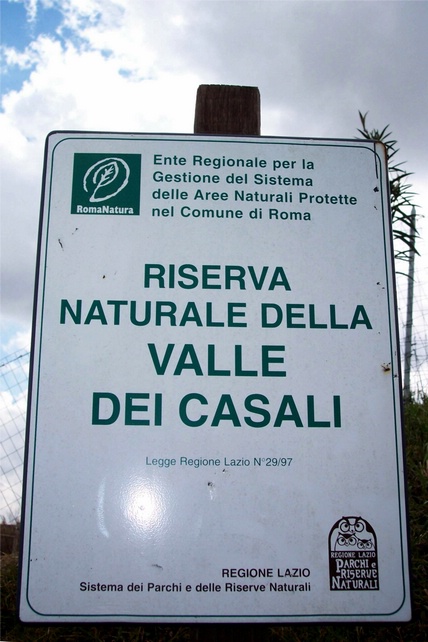 RomaNatura
Ente Regionale per la
Gestione del Sistema
delle Aree Naturali Protette
nel Comune di Roma
RISERVA
NATURALE DELLA
VALLE
DEI CASALI
Legge Regione Lazio N°29/97
REGIONE LAZIO
Sistema dei Parchi e delle Riserve Naturali
REGIONE LAZIO
PARCHI e
RISERVE
NATURALI